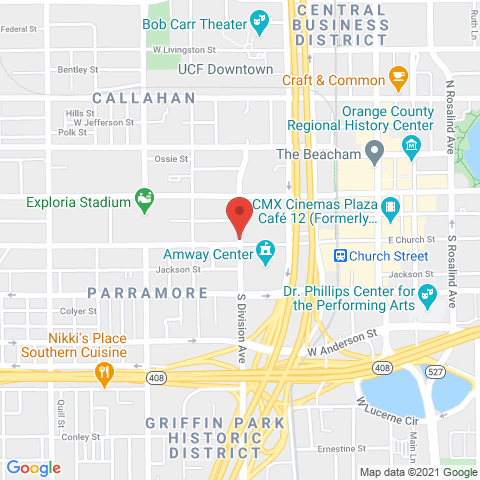 CENTRAL
BUSINESS
DISTRICT
Bob Carr Theater
Federal St
Ruth Ln
W Livingston St
Bentley St
UCF Downtown
Craft & Common
N Rosalind Ave
CALLAHAN
Hills St
W Jefferson St
Polk St
Orange County
Regional History Center
Ossie St
The Beacham
Exploria Stadium
CMX Cinemas Plaza
Café 12 (Formerly...
E Church St
S Rosalind Ave
Amway Center
Church Street
Jackson St
Jackson St
PARRAMORE
Dr. Phillips Center for
the Performing Arts
Colyer St
S Division Ave
Nikki's Place
Southern Cuisine
W Anderson St
408
408
527
Quill St
GRIFFIN PARK
HISTORIC
DISTRICT
W Lucerne Cir
Conley St
Ernestine St
Google
Map data ©2021 Google